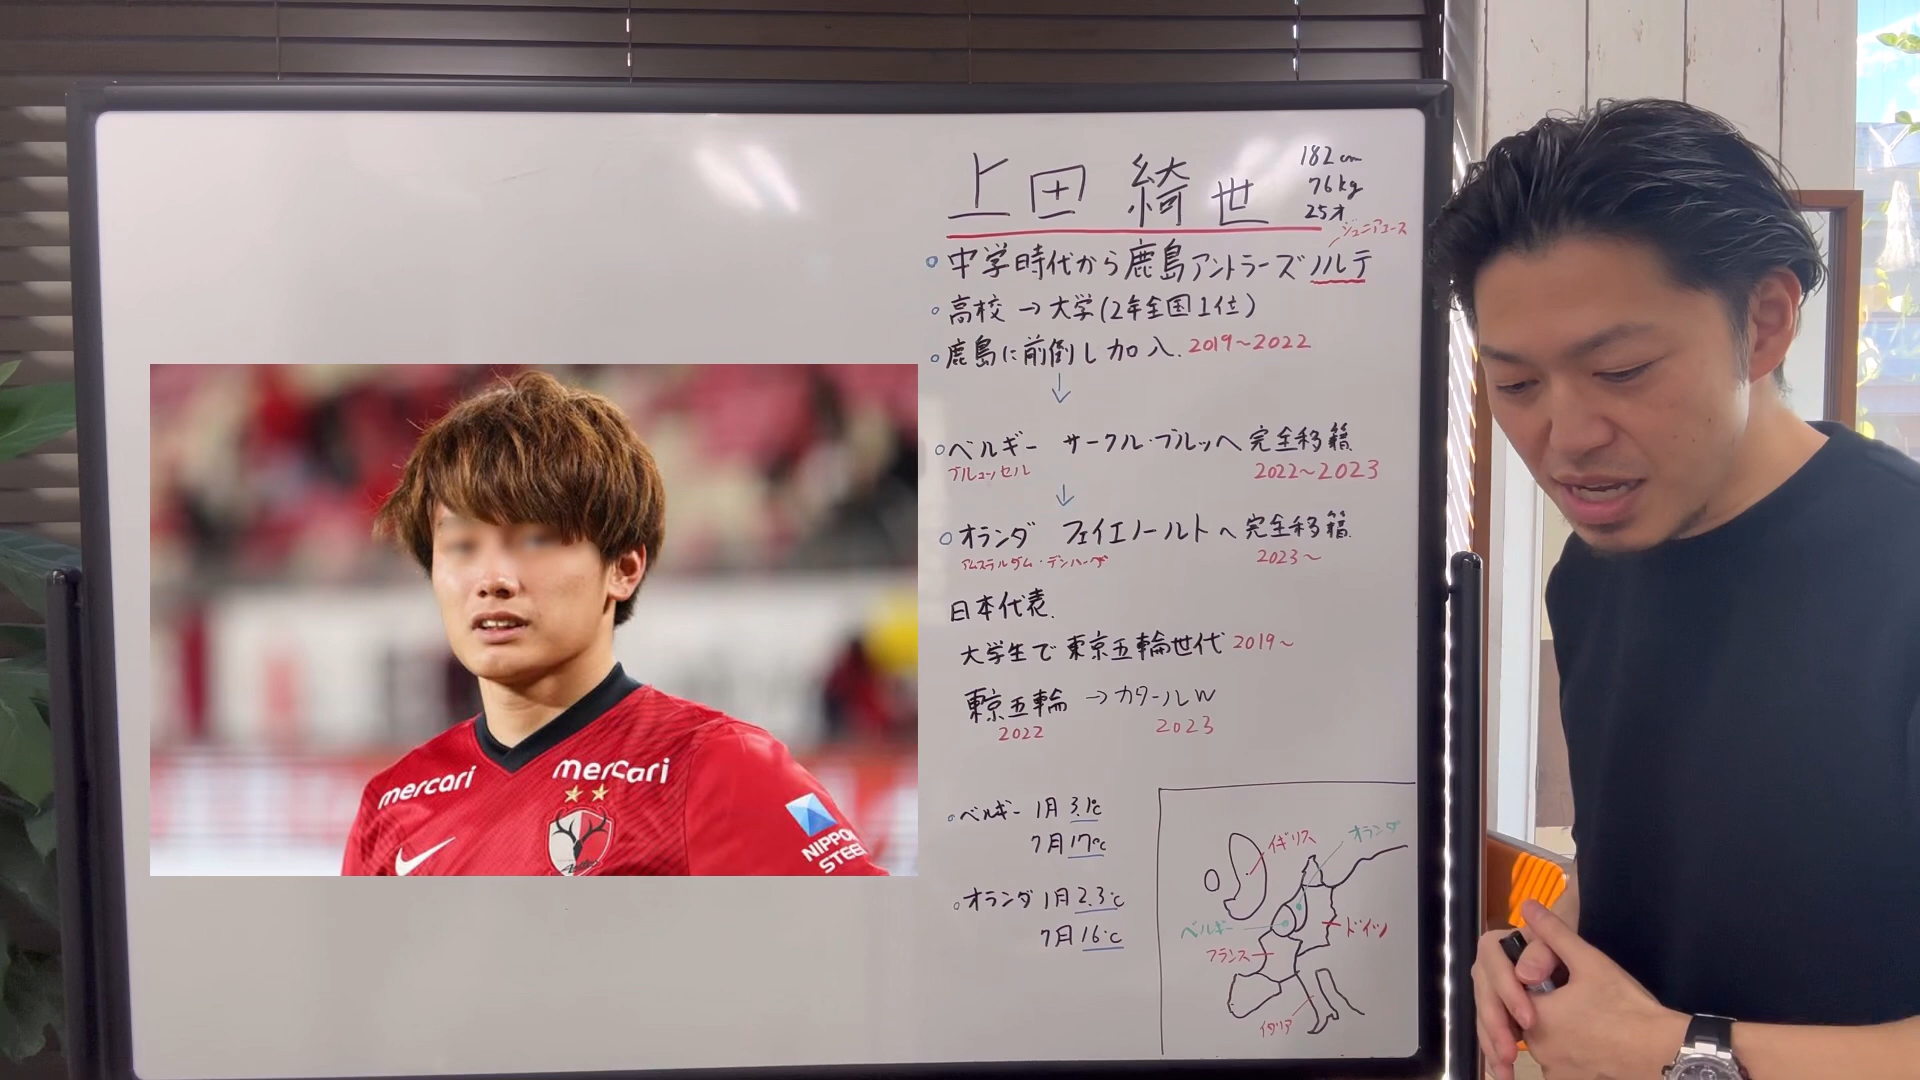 上田 綺世
182cm
76kg
25才
ジュニアユース
○中学時代から鹿島アントラーズノルテ
○高校→大学(2年全国1位)
○鹿島に前倒し加入. 2019〜2022
↓
○ベルギー サークル・ブルッヘ完全移籍
ブルュッセル 2022〜2023
↓
○オランダ フェイエノールトへ完全移籍
アムステルダム・デンハーグ 2023〜
日本代表.
大学生で東京五輪世代 2019〜
東京五輪→カタールW
2022 2023
○ベルギー 1月 3.1℃
7月 17℃
○オランダ 1月 2.3℃
7月 16℃
イギリス
オランダ
ベルギー
ドイツ
フランス
イタリア
mercari
mercari
NIPPON
STEEL